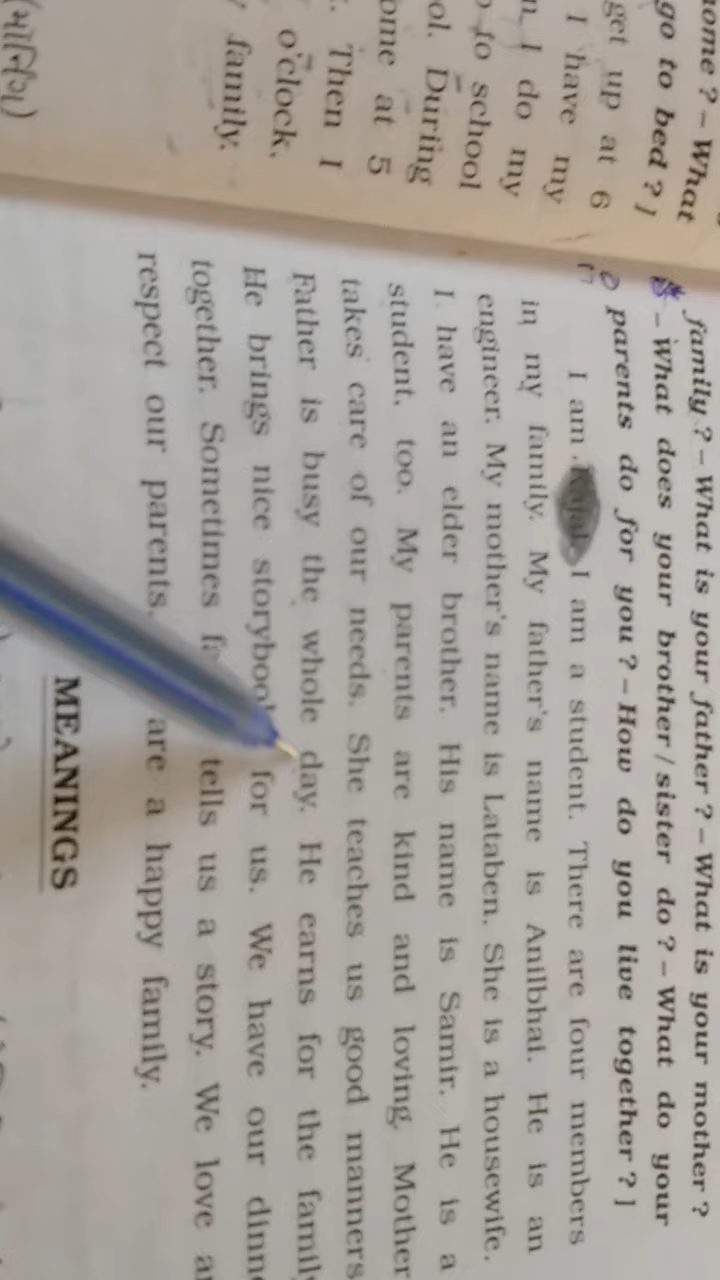 ome ? – What
go to bed ? ]
get up at 6
I have my
I do my
to school
ol. During
ome at 5
Then I
o'clock.
family.
(મોર્નિંગ)
family ? – What is your father ? – What is your mother ?
– What does your brother / sister do ? – What do your
parents do for you ? – How do you live together ? ]
I am I am a student. There are four members
in my family. My father's name is Anilbhai. He is an
engineer. My mother's name is Lataben. She is a housewife.
I have an elder brother. His name is Samir. He is a
student, too. My parents are kind and loving. Mother
takes care of our needs. She teaches us good manners
Father is busy the whole day. He earns for the family
He brings nice for us. We have our
together. Sometimes tells us a story. We love
respect our parents. are a happy family.
MEANINGS